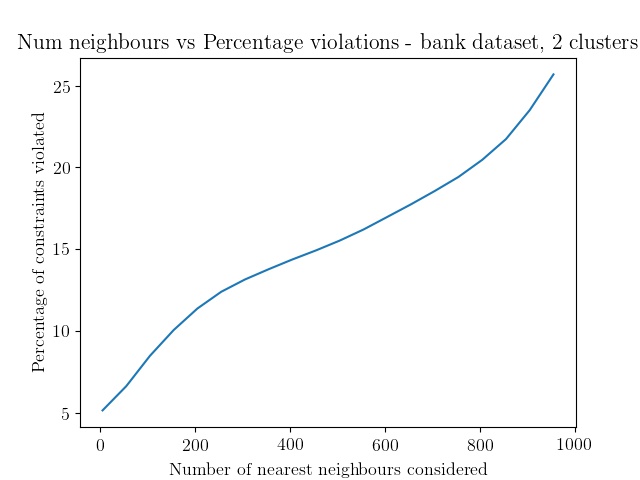 Num neighbours vs Percentage violations - bank dataset, 2 clusters
Percentage of constraints violated
25
20
15
10
5
0 200 400 600 800 1000
Number of nearest neighbours considered